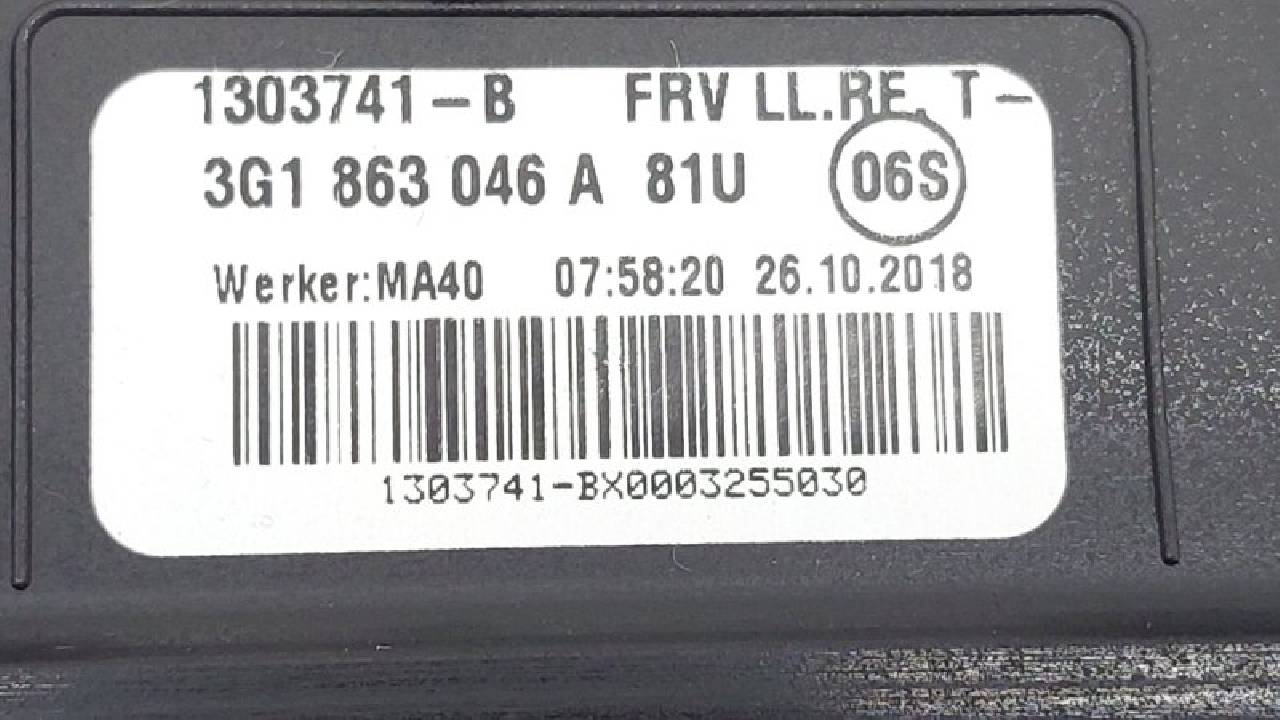 1303741-B FRV LL.RE. T-
3G1 863 046 A 81U 06S
Werker:MA40 07:58:20 26.10.2018
1303741-BX0003255030